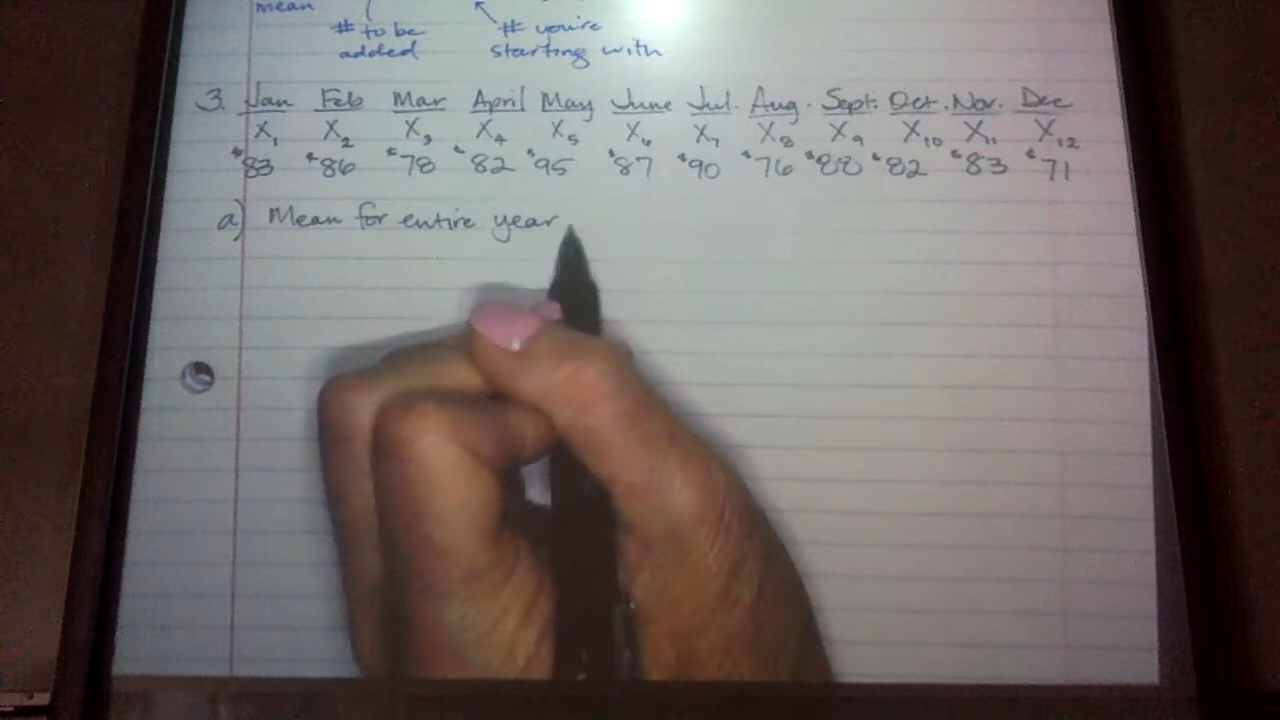 mean
# to be # you're
added starting with
3. Jan Feb Mar April May June Jul. Aug. Sept. Oct. Nov. Dec
X₁ X₂ X₃ X₄ X₅ X₆ X₇ X₈ X₉ X₁₀ X₁₁ X₁₂
$83 $86 $78 $82 $95 $87 $90 $76 $88 $82 $83 $71
a) Mean for entire year